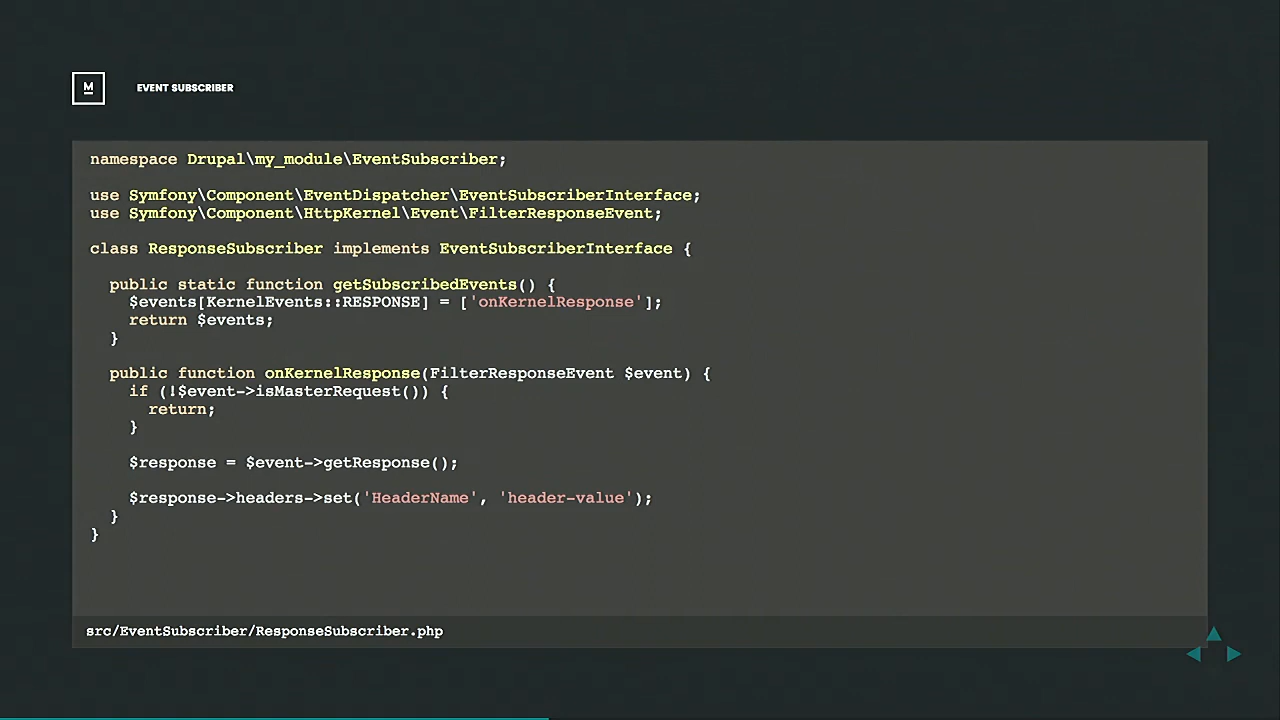 M
EVENT SUBSCRIBER
namespace Drupal\my_module\EventSubscriber;
use Symfony\Component\EventDispatcher\EventSubscriberInterface;
use Symfony\Component\HttpKernel\Event\FilterResponseEvent;
class ResponseSubscriber implements EventSubscriberInterface {
public static function getSubscribedEvents() {
$events[KernelEvents::RESPONSE] = ['onKernelResponse'];
return $events;
}
public function onKernelResponse(FilterResponseEvent $event) {
if (!$event->isMasterRequest()) {
return;
}
$response = $event->getResponse();
$response->headers->set('HeaderName', 'header-value');
}
}
src/EventSubscriber/ResponseSubscriber.php